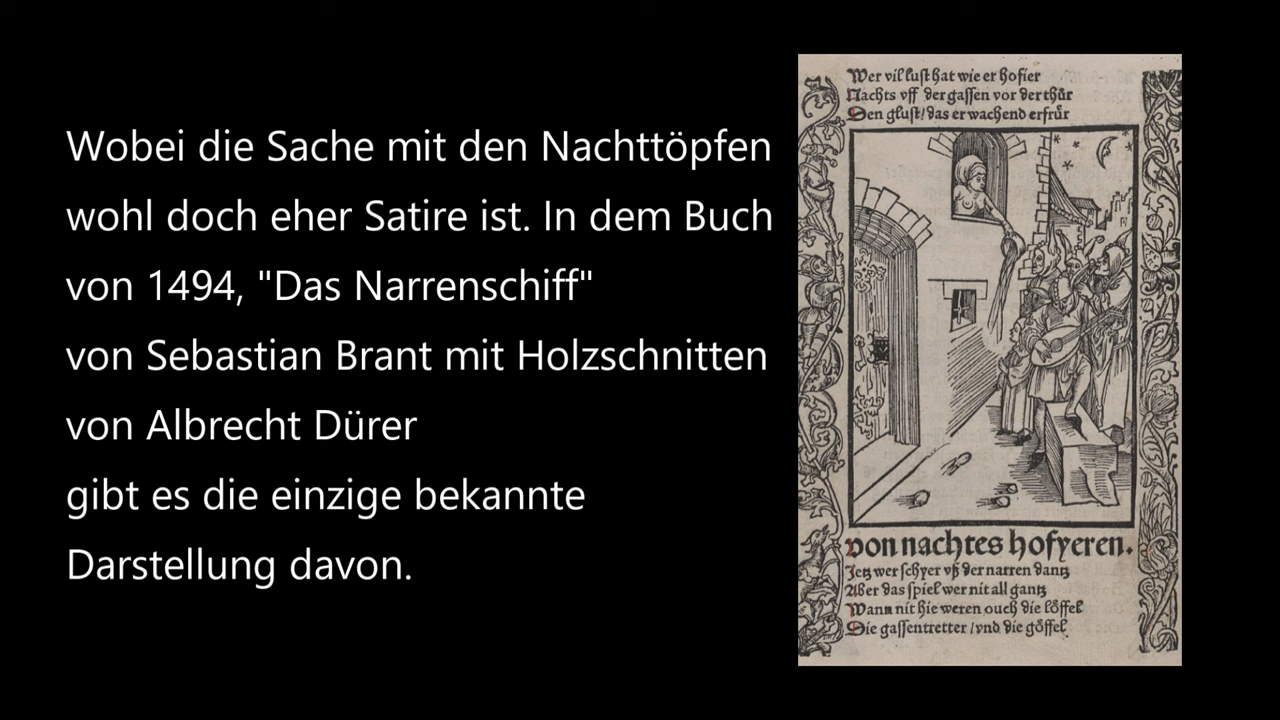 Wobei die Sache mit den Nachttöpfen
wohl doch eher Satire ist. In dem Buch
von 1494, "Das Narrenschiff"
von Sebastian Brant mit Holzschnitten
von Albrecht Dürer
gibt es die einzige bekannte
Darstellung davon.
Wer vil lust hat wie er hofier
Nachts vff der gassen vor der thür
Den glust / das er wachend erfrür
von nachtes hofyeren.
Jetz wer schyer vß der narren dantz
Aber das spiel wer nit all gantz
Wann nit hie weren ouch die löffel
Die gassentretter / vnd die göffel